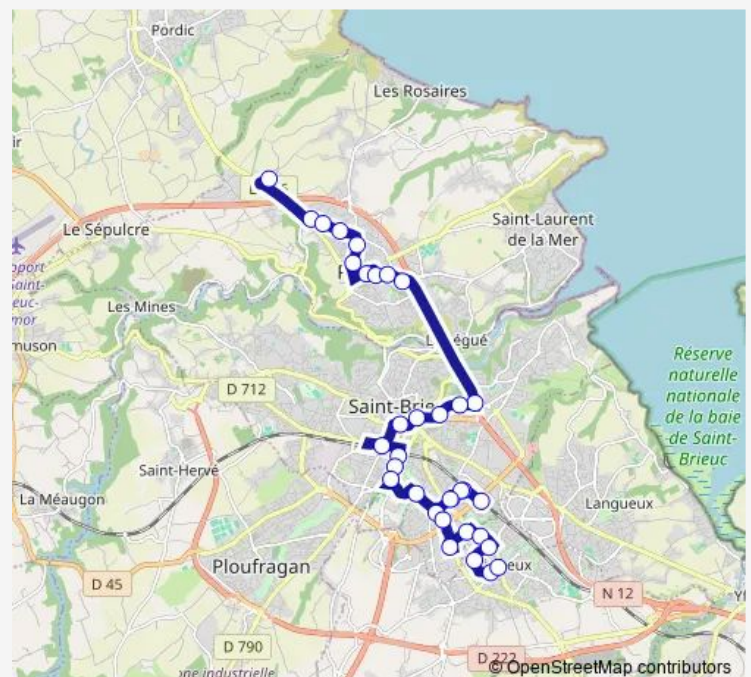 Pordic
Les Rosaires
Le Sépulcre
Saint-Laurent
de la Mer
Les Mines
D 712
Réserve
naturelle
nationale
de la baie
de Saint-
Brieuc
Saint-Hervé
La Méaugon
Langueux
Ploufragan
D 45
N 12
D 790
D 222
© OpenStreetMap contributors